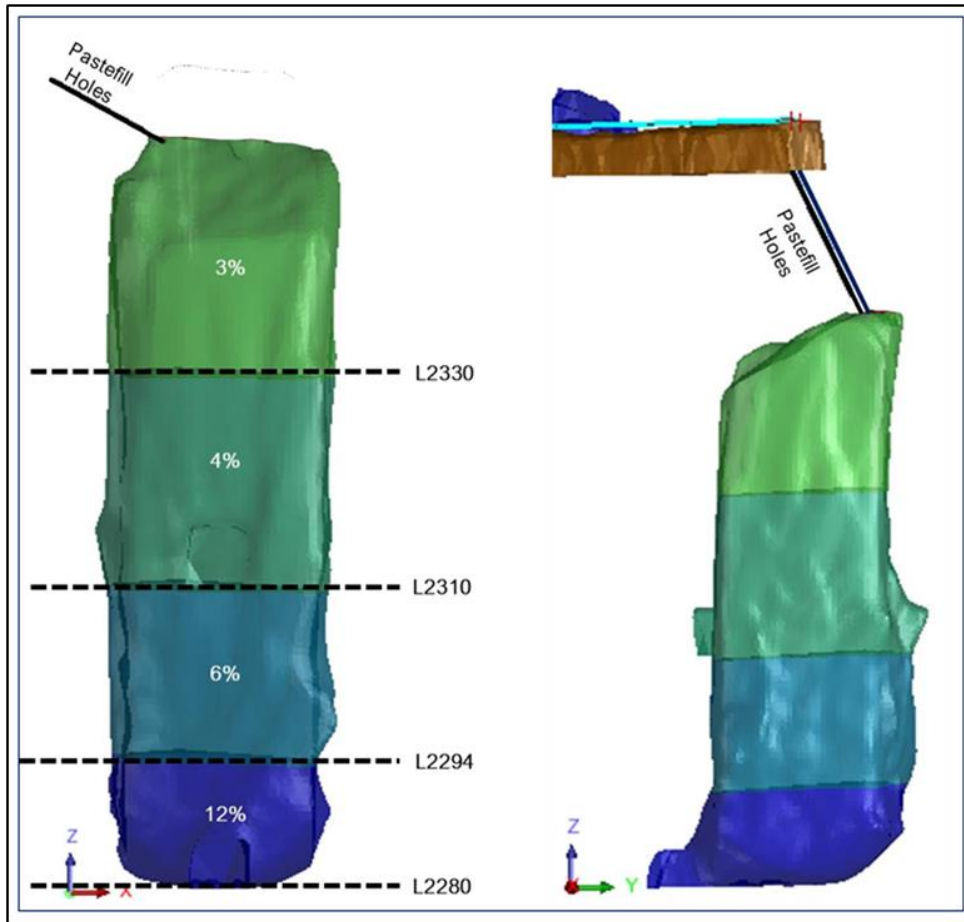 Pastefill
Holes
3%
L2330
4%
L2310
6%
L2294
12%
L2280
Z
X
Pastefill
Holes
Z
Y